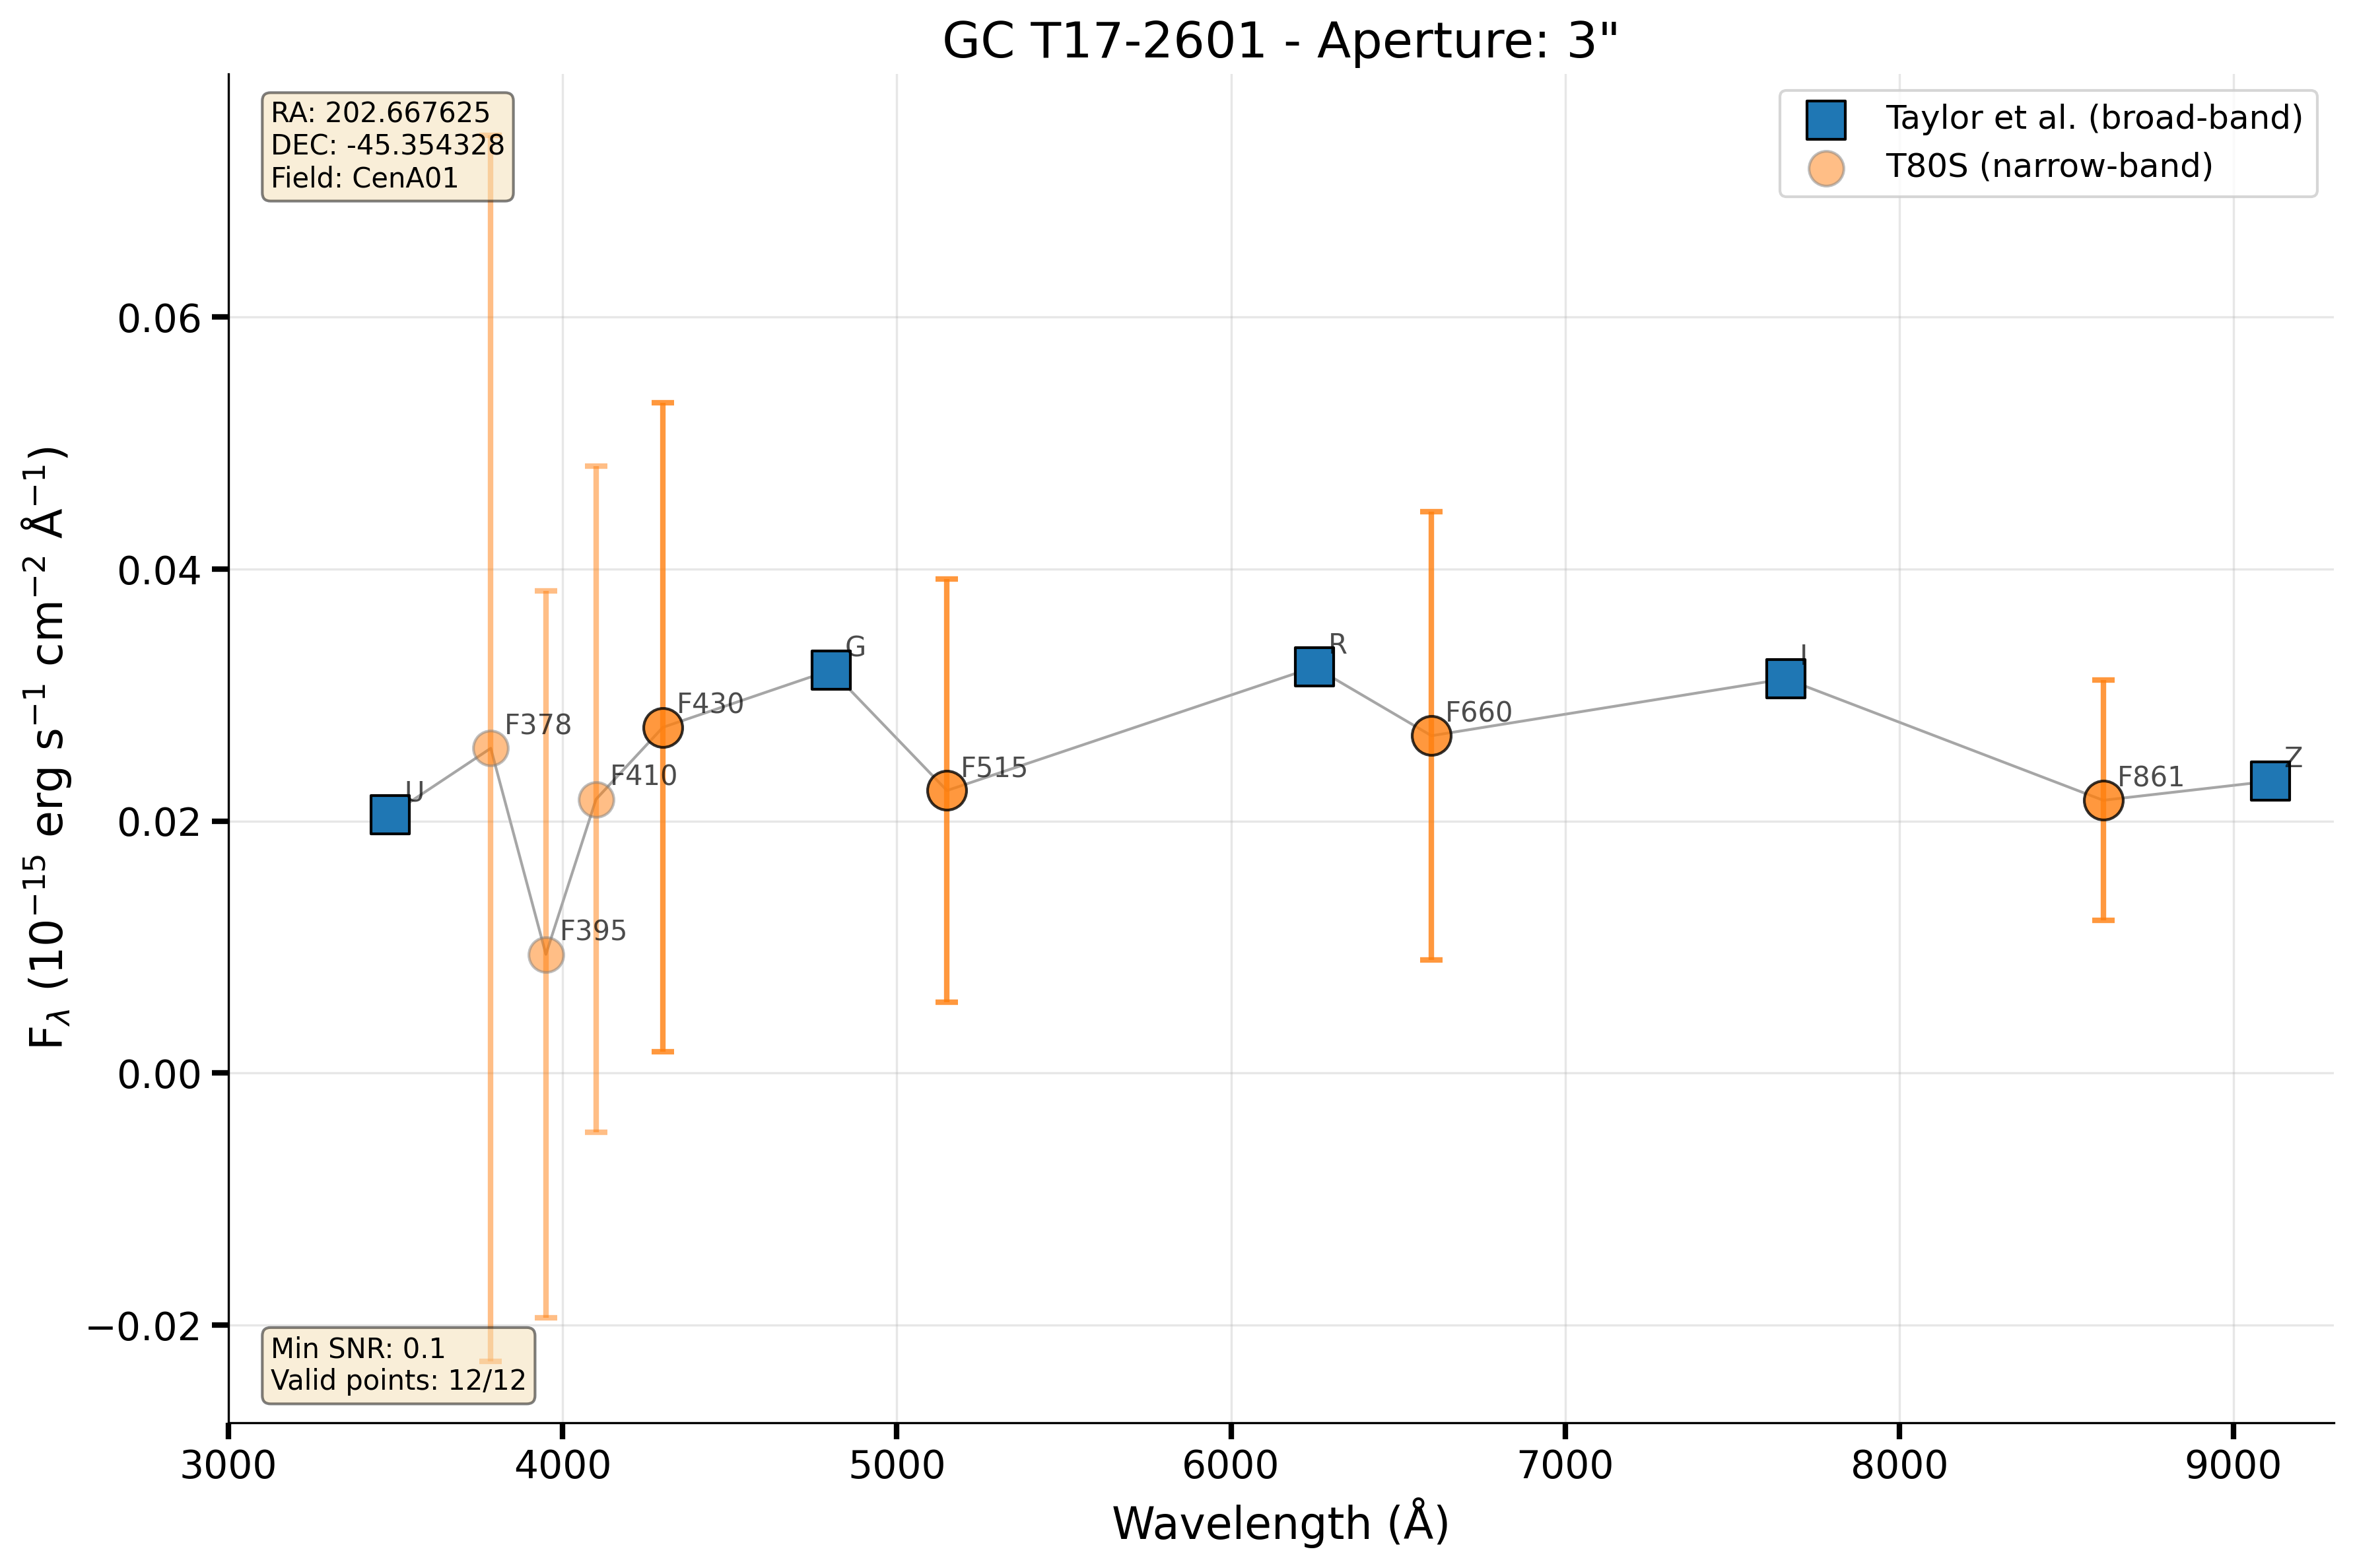 GC T17-2601 - Aperture: 3"
RA: 202.667625
DEC: -45.354328
Field: CenA01
Taylor et al. (broad-band)
T80S (narrow-band)
0.06
0.04
0.02
0.00
−0.02
F$_λ$ (10$^{−15}$ erg s$^{−1}$ cm$^{−2}$ Å$^{−1}$)
U
F378
F395
F410
F430
G
F515
R
F660
I
F861
Z
Min SNR: 0.1
Valid points: 12/12
3000
4000
5000
6000
7000
8000
9000
Wavelength (Å)